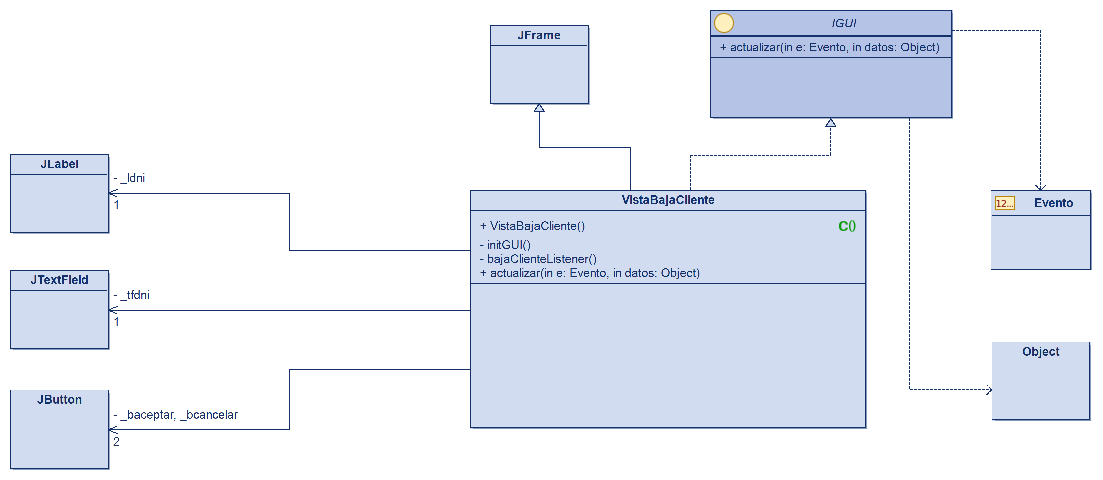 IGUI
+ actualizar(in e: Evento, in datos: Object)
JFrame
JLabel
- _ldni
1
VistaBajaCliente
+ VistaBajaCliente()
C()
- initGUI()
- bajaClienteListener()
+ actualizar(in e: Evento, in datos: Object)
12...
Evento
JTextField
- _tfdni
1
Object
JButton
- _baceptar, _bcancelar
2